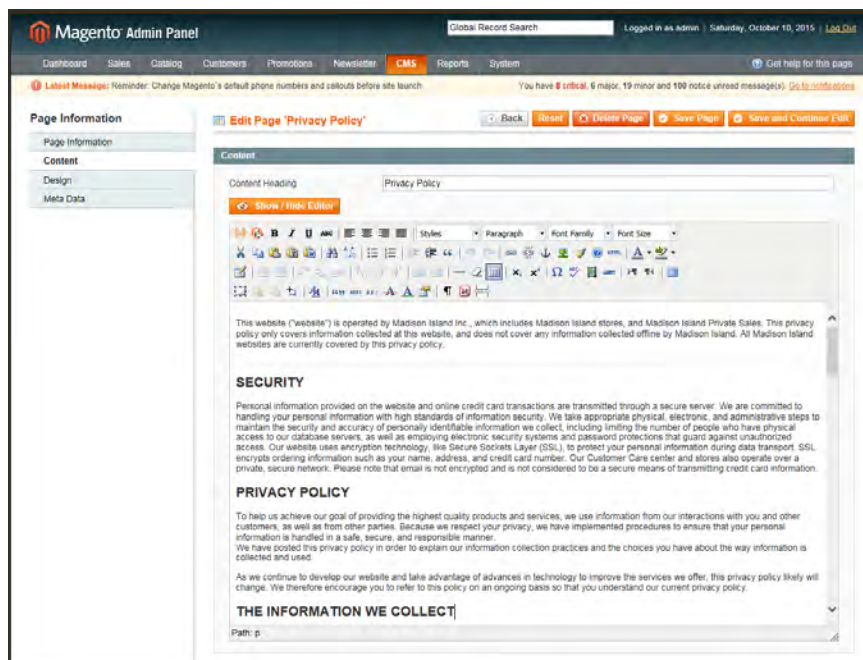 Magento Admin Panel
Global Record Search
Logged in as admin | Saturday, October 10, 2015 | Log Out
Dashboard Sales Catalog Customers Promotions Newsletter CMS Reports System
Get help for this page
Latest Message: Reminder: Change Magento's default phone numbers and callouts before site launch
You have 8 critical, 6 major, 19 minor and 100 notice unread message(s). Go to notifications
Page Information
Page Information
Content
Design
Meta Data
Edit Page 'Privacy Policy'
Back Reset Delete Page Save Page Save and Continue Edit
Content
Content Heading
Privacy Policy
Show / Hide Editor
B I U ABC Styles Paragraph Font Family Font Size
This website ("website") is operated by Madison Island Inc., which includes Madison Island stores, and Madison Island Private Sales. This privacy
policy only covers information collected at this website, and does not cover any information collected offline by Madison Island. All Madison Island
websites are currently covered by this privacy policy.
SECURITY
Personal information provided on the website and online credit card transactions are transmitted through a secure server. We are committed to
handling your personal information with high standards of information security. We take appropriate physical, electronic, and administrative steps to
maintain the security and accuracy of personally identifiable information we collect, including limiting the number of people who have physical
access to our database servers, as well as employing electronic security systems and password protections that guard against unauthorized
access. Our website uses encryption technology, like Secure Sockets Layer (SSL), to protect your personal information during data transport. SSL
encrypts ordering information such as your name, address, and credit card number. Our Customer Care center and stores also operate over a
private, secure network. Please note that email is not encrypted and is not considered to be a secure means of transmitting credit card information.
PRIVACY POLICY
To help us achieve our goal of providing the highest quality products and services, we use information from our interactions with you and other
customers, as well as from other parties. Because we respect your privacy, we have implemented procedures to ensure that your personal
information is handled in a safe, secure, and responsible manner.
We have posted this privacy policy in order to explain our information collection practices and the choices you have about the way information is
collected and used.
As we continue to develop our website and take advantage of advances in technology to improve the services we offer, this privacy policy likely will
change. We therefore encourage you to refer to this policy on an ongoing basis so that you understand our current privacy policy.
THE INFORMATION WE COLLECT
Path: p